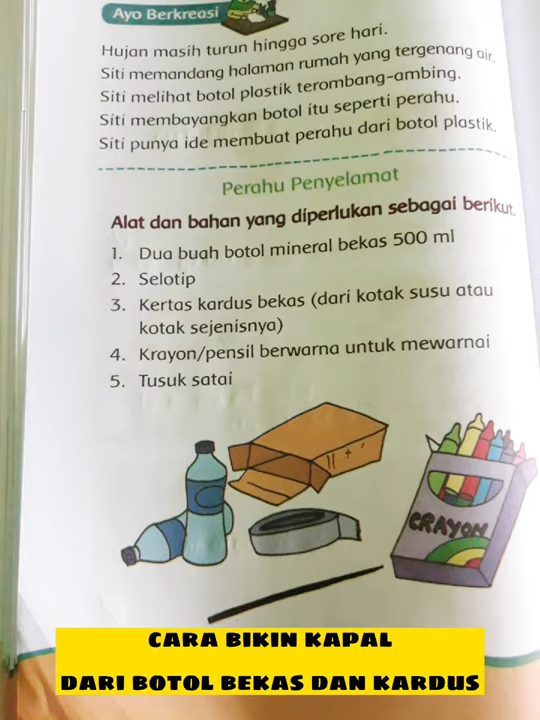 Ayo Berkreasi
Hujan masih turun hingga sore hari.
Siti memandang halaman rumah yang tergenang air.
Siti melihat botol plastik terombang-ambing.
Siti membayangkan botol itu seperti perahu.
Siti punya ide membuat perahu dari botol plastik.
Perahu Penyelamat
Alat dan bahan yang diperlukan sebagai berikut.
1. Dua buah botol mineral bekas 500 ml
2. Selotip
3. Kertas kardus bekas (dari kotak susu atau
kotak sejenisnya)
4. Krayon/pensil berwarna untuk mewarnai
5. Tusuk satai
CRAYON
CARA BIKIN KAPAL
DARI BOTOL BEKAS DAN KARDUS